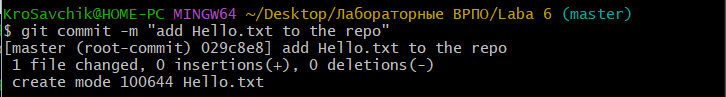 KroSavchik@HOME-PC MINGW64 ~/Desktop/Лабораторные ВРПО/Laba 6 (master)
$ git commit -m "add Hello.txt to the repo"
[master (root-commit) 029c8e8] add Hello.txt to the repo
 1 file changed, 0 insertions(+), 0 deletions(-)
 create mode 100644 Hello.txt